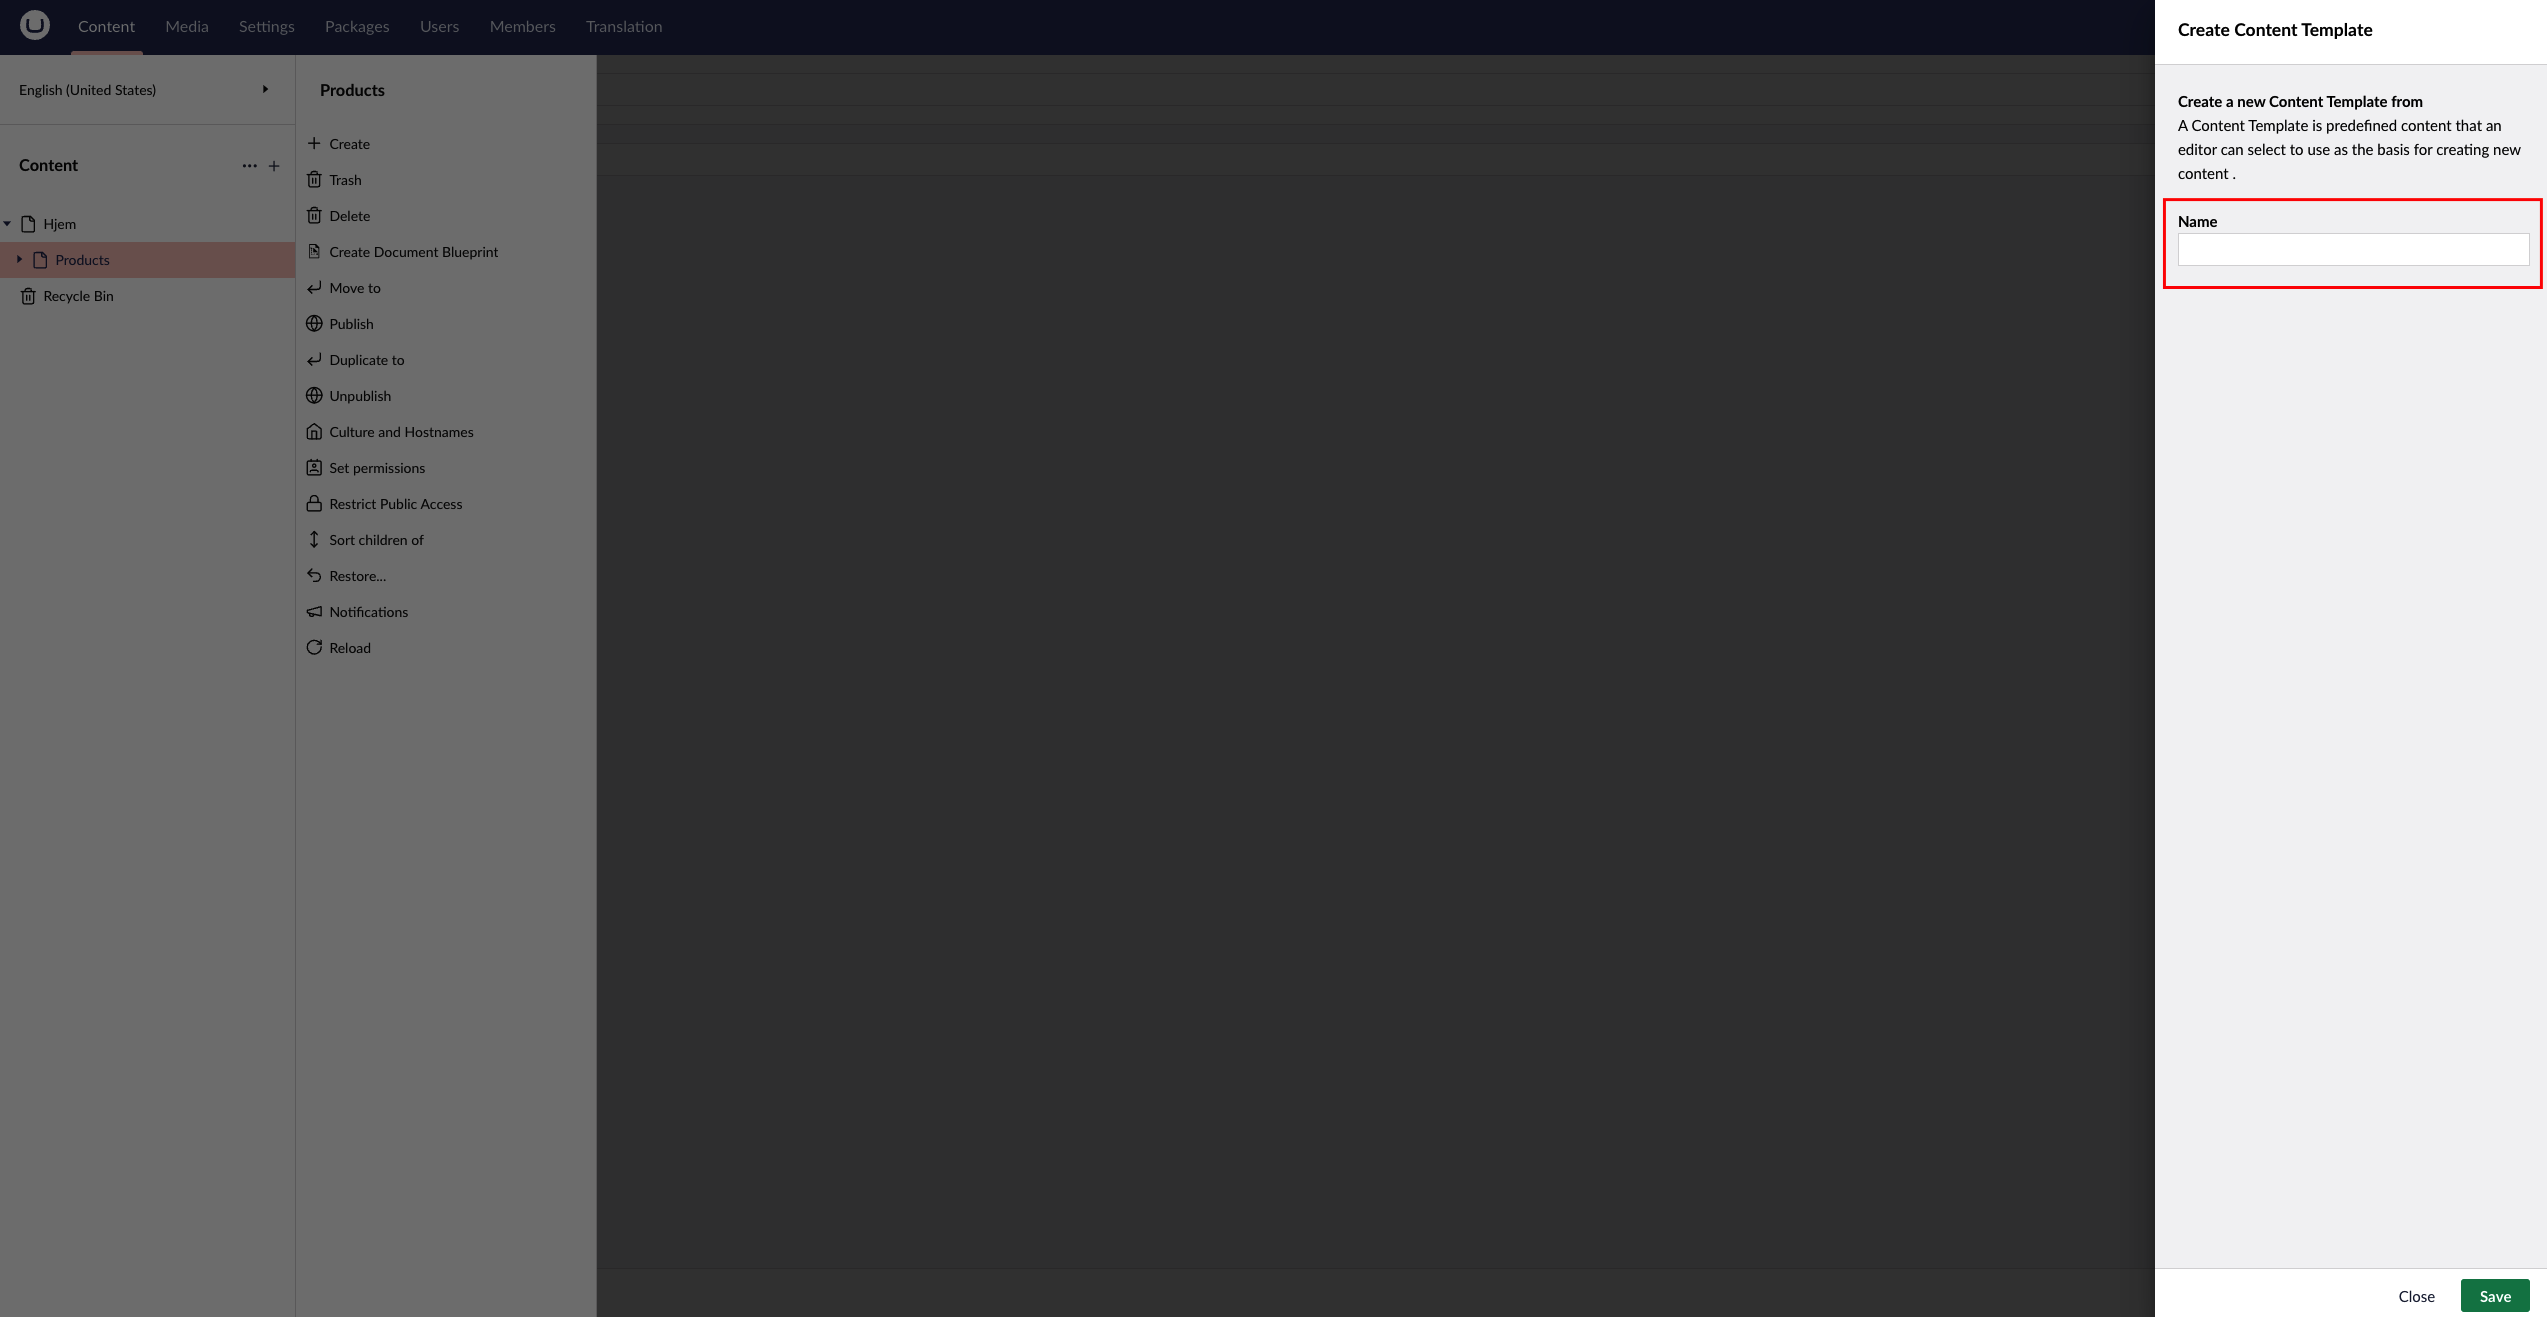 Content Media Settings Packages Users Members Translation
English (United States)
Content
Hjem
Products
Recycle Bin
Products
Create
Trash
Delete
Create Document Blueprint
Move to
Publish
Duplicate to
Unpublish
Culture and Hostnames
Set permissions
Restrict Public Access
Sort children of
Restore...
Notifications
Reload
Create Content Template
Create a new Content Template from
A Content Template is predefined content that an
editor can select to use as the basis for creating new
content .
Name
Close Save